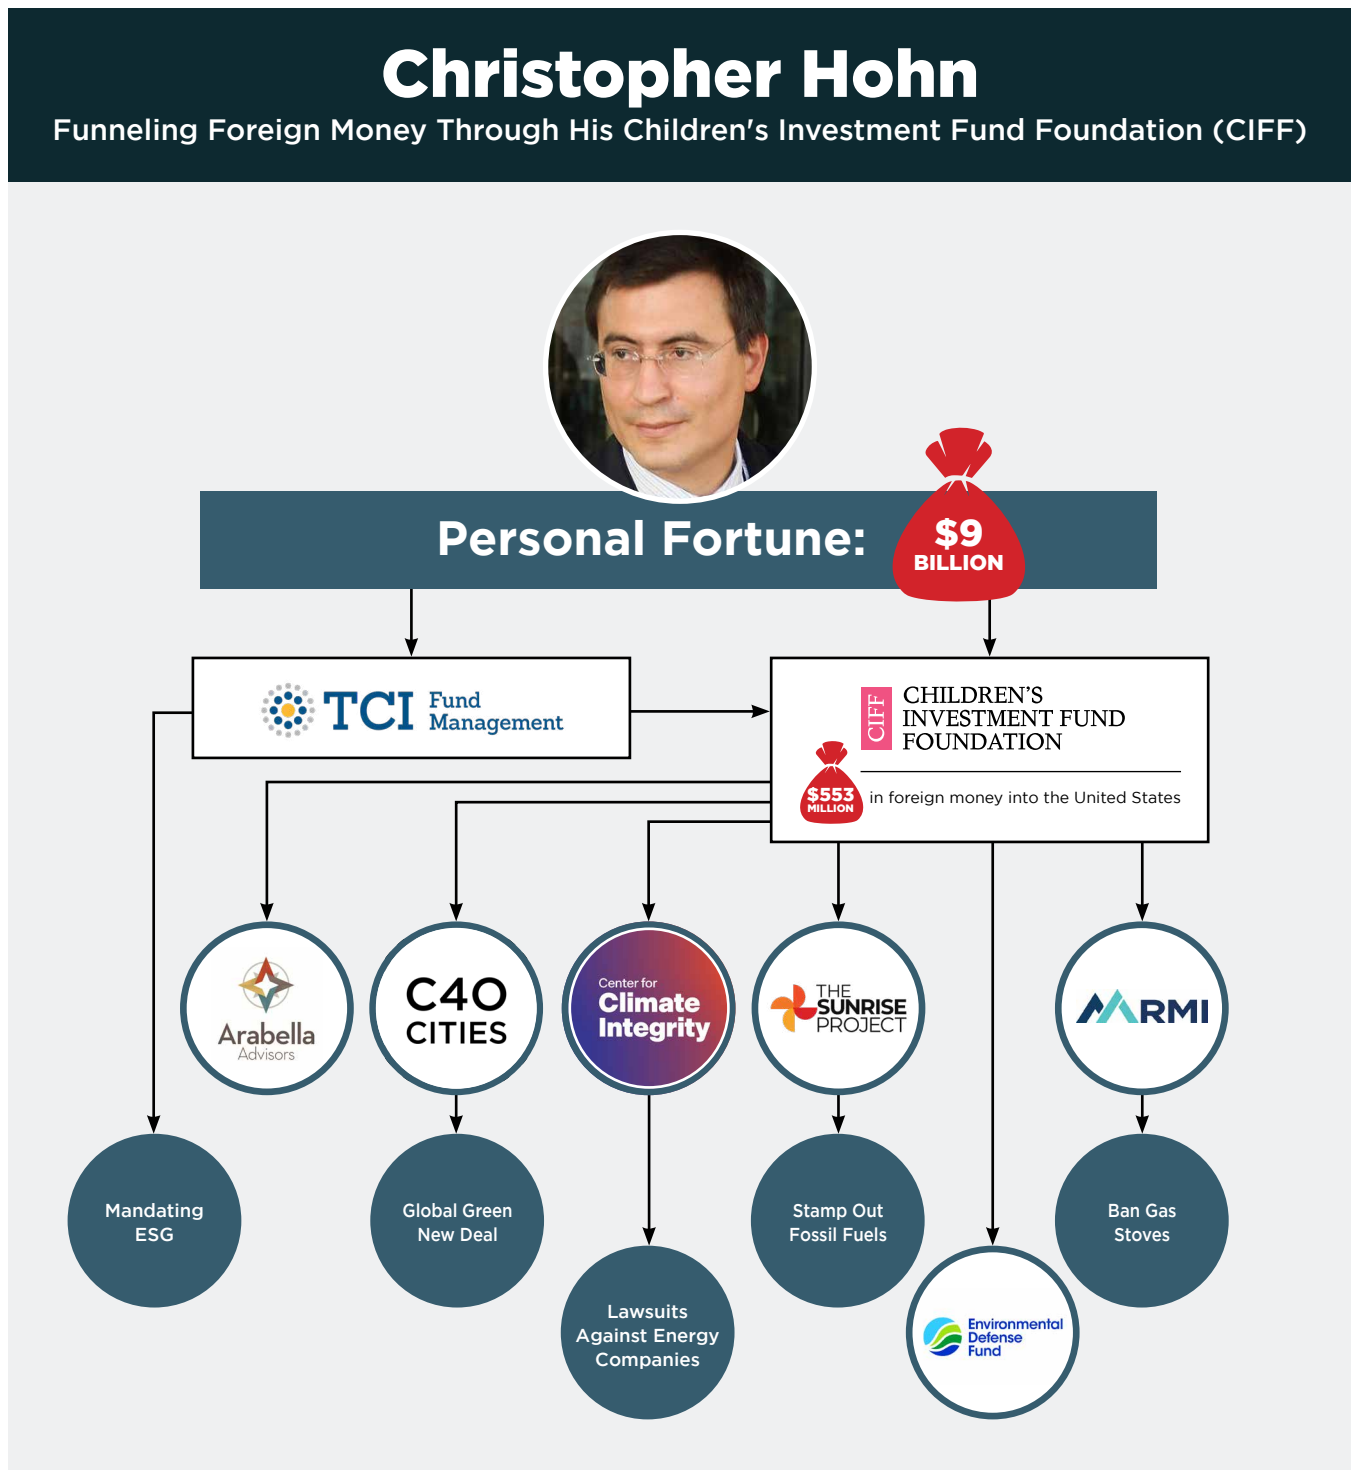 Christopher Hohn
Funneling Foreign Money Through His Children's Investment Fund Foundation (CIFF)
Personal Fortune:
$9
BILLION
TCI Fund
Management
CIFF
CHILDREN'S
INVESTMENT FUND
FOUNDATION
$553
MILLION
in foreign money into the United States
Arabella
Advisors
C40
CITIES
Center for
Climate
Integrity
THE
SUNRISE
PROJECT
RMI
Mandating
ESG
Global Green
New Deal
Lawsuits
Against Energy
Companies
Stamp Out
Fossil Fuels
Environmental
Defense
Fund
Ban Gas
Stoves